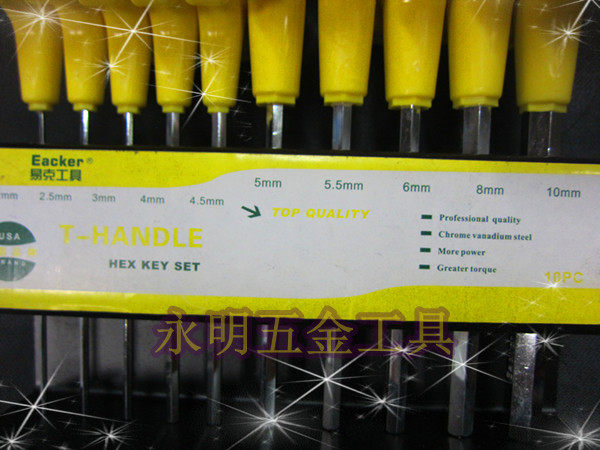 Eacker®
易克工具
mm 2.5mm 3mm 4mm 4.5mm 5mm 5.5mm 6mm 8mm 10mm
TOP QUALITY
USA
T-HANDLE
HEX KEY SET
Professional quality
Chrome vanadium steel
More power
Greater torque
10PC
永明五金工具